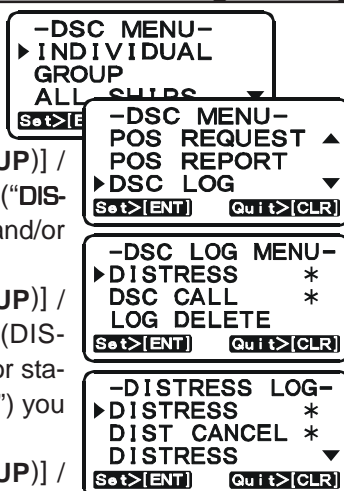 -DSC MENU-
▶INDIVIDUAL
GROUP
ALL SHIPS ▼
Set>[E
-DSC MENU-
POS REQUEST ▲
POS REPORT
▶DSC LOG ▼
Set>[ENT] Quit>[CLR]
UP)] /
("DIS-
and/or
-DSC LOG MENU-
▶DISTRESS *
DSC CALL *
LOG DELETE
Set>[ENT] Quit>[CLR]
UP)] /
(DIS-
or sta-
") you
-DISTRESS LOG-
▶DISTRESS *
DIST CANCEL *
DISTRESS ▼
Set>[ENT] Quit>[CLR]
UP)] /